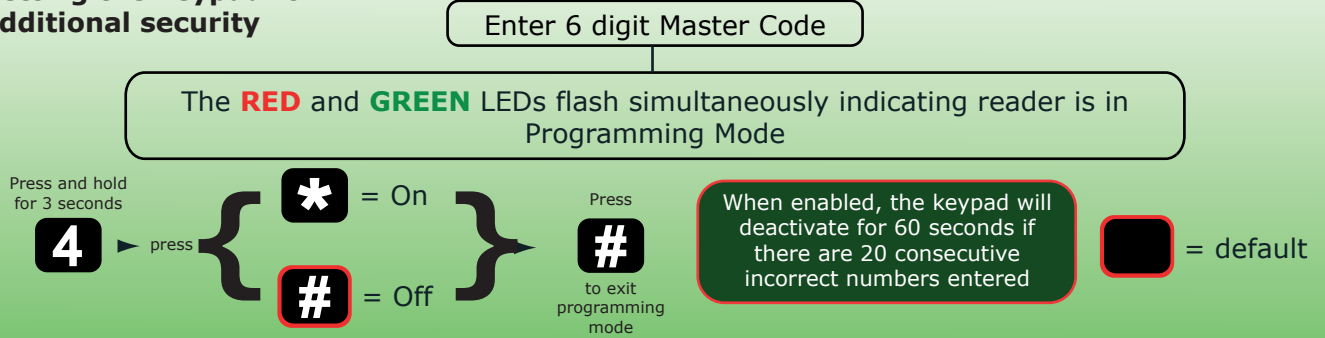 dditional security
Enter 6 digit Master Code
The RED and GREEN LEDs flash simultaneously indicating reader is in
Programming Mode
Press and hold
for 3 seconds
4
press
{
* = On
# = Off
}
Press
#
to exit
programming
mode
When enabled, the keypad will
deactivate for 60 seconds if
there are 20 consecutive
incorrect numbers entered
= default